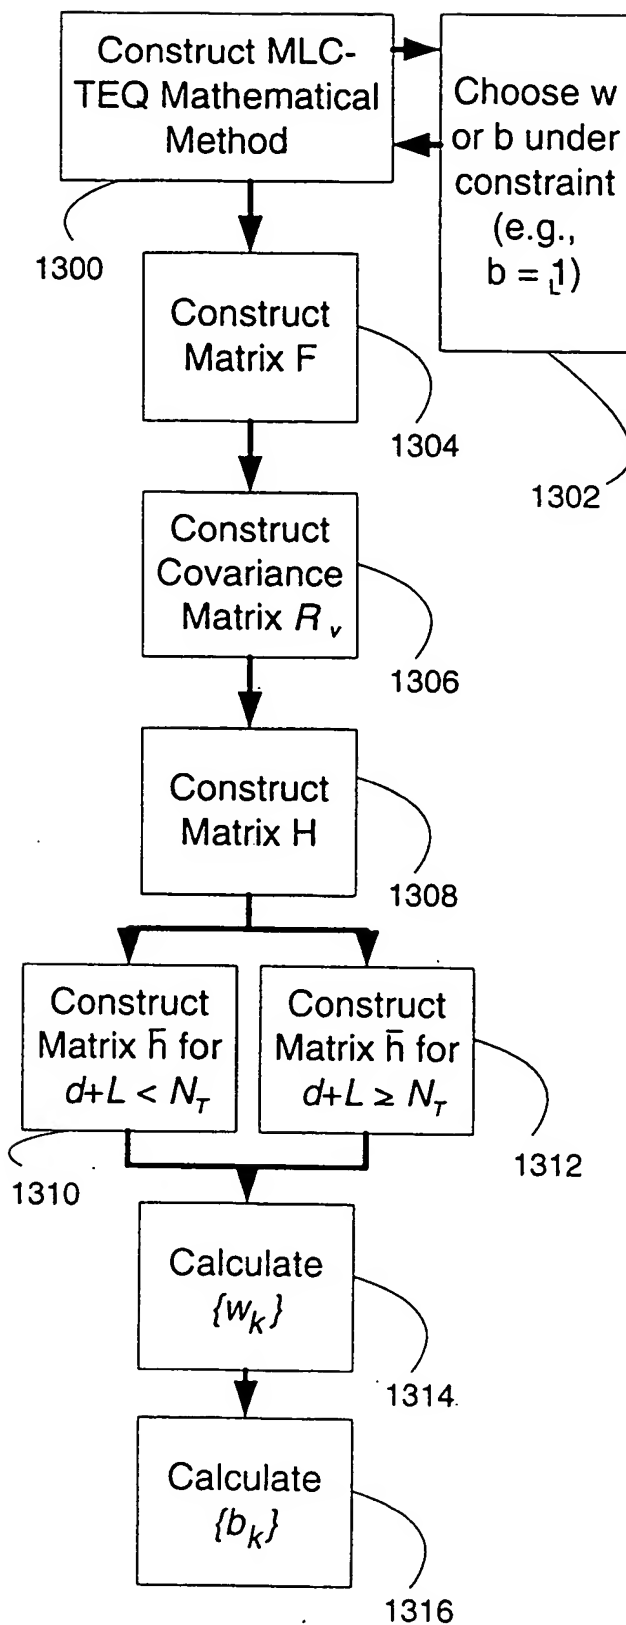 Construct MLC-
TEQ Mathematical
Method
1300
Choose w
or b under
constraint
(e.g.,
b = 1)
1302
Construct
Matrix F
1304
Construct
Covariance
Matrix R_v
1306
Construct
Matrix H
1308
Construct
Matrix h̄ for
d+L < N_T
1310
Construct
Matrix h̄ for
d+L ≥ N_T
1312
Calculate
{w_k}
1314
Calculate
{b_k}
1316